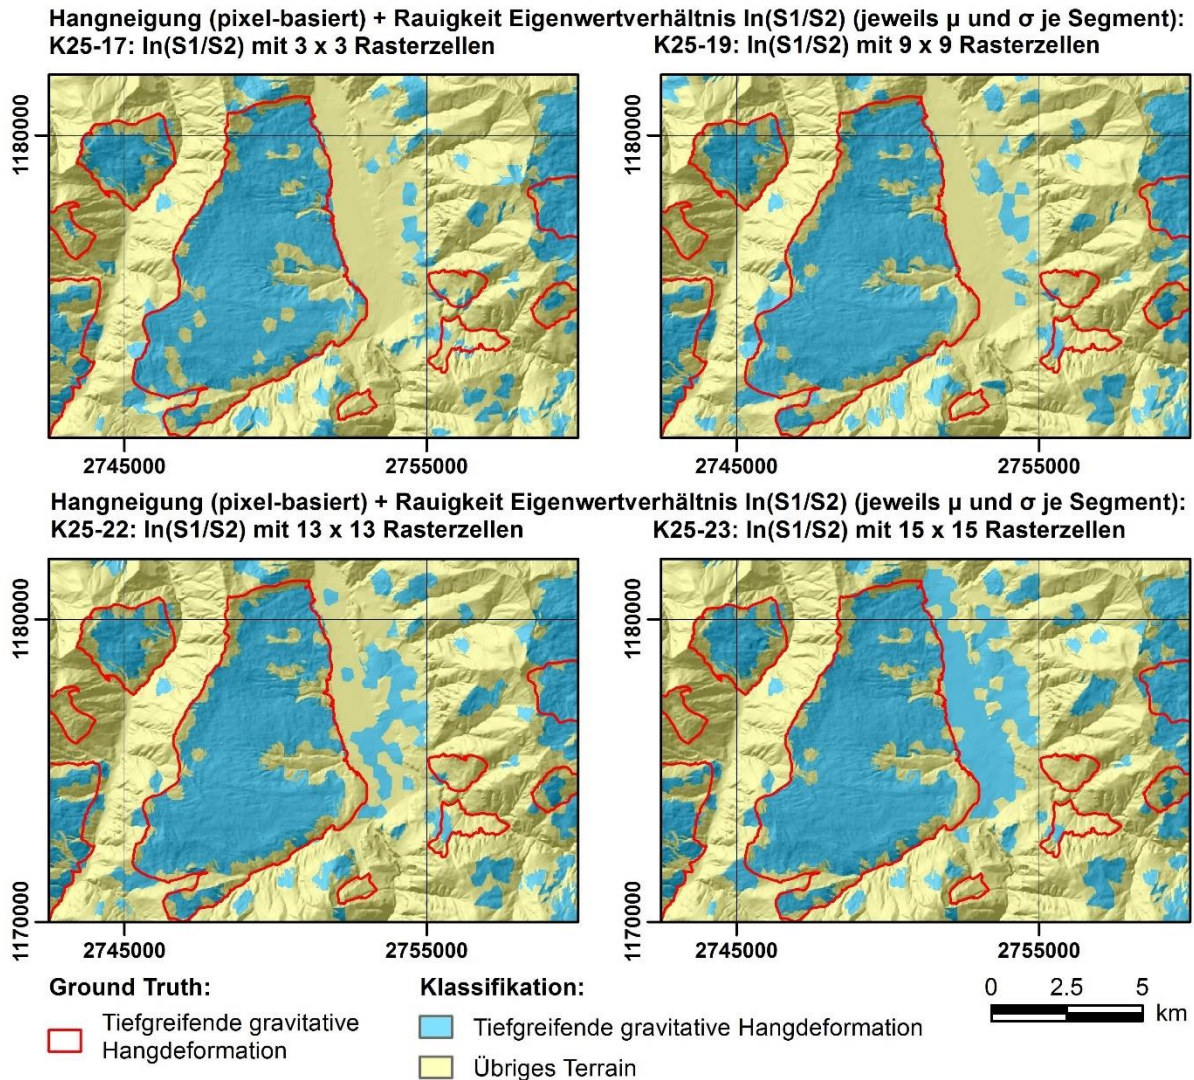 Hangneigung (pixel-basiert) + Rauigkeit Eigenwertverhältnis ln(S1/S2) (jeweils µ und σ je Segment):
K25-17: ln(S1/S2) mit 3 x 3 Rasterzellen
K25-19: ln(S1/S2) mit 9 x 9 Rasterzellen
1180000
1180000
2745000
2755000
2745000
2755000
Hangneigung (pixel-basiert) + Rauigkeit Eigenwertverhältnis ln(S1/S2) (jeweils µ und σ je Segment):
K25-22: ln(S1/S2) mit 13 x 13 Rasterzellen
K25-23: ln(S1/S2) mit 15 x 15 Rasterzellen
1180000
1170000
1180000
2745000
2755000
2745000
2755000
Ground Truth:
Tiefgreifende gravitative
Hangdeformation
Klassifikation:
Tiefgreifende gravitative Hangdeformation
Übriges Terrain
0 2.5 5
km